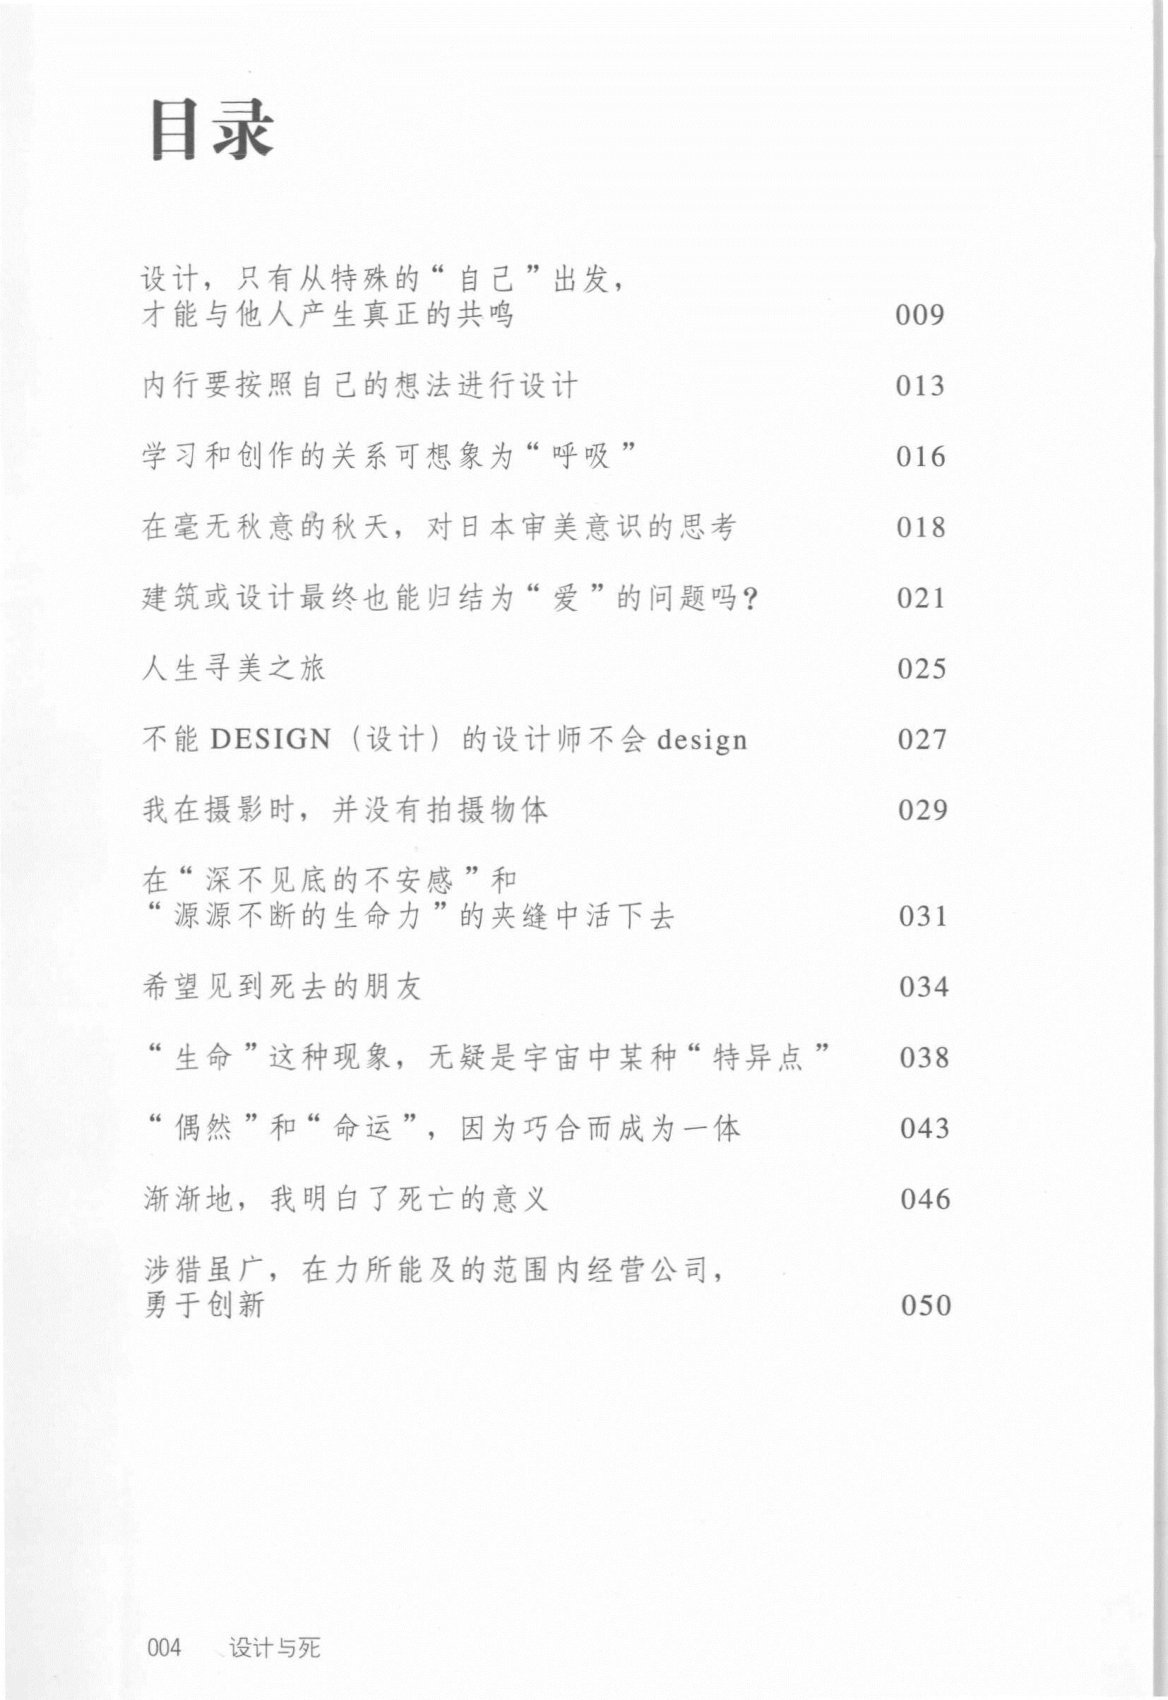 目录
设计，只有从特殊的“自己”出发，
才能与他人产生真正的共鸣 009
内行要按照自己的想法进行设计 013
学习和创作的关系可想象为“呼吸” 016
在毫无秋意的秋天，对日本审美意识的思考 018
建筑或设计最终也能归结为“爱”的问题吗？ 021
人生寻美之旅 025
不能 DESIGN（设计）的设计师不会 design 027
我在摄影时，并没有拍摄物体 029
在“深不见底的不安感”和
“源源不断的生命力”的夹缝中活下去 031
希望见到死去的朋友 034
“生命”这种现象，无疑是宇宙中某种“特异点” 038
“偶然”和“命运”，因为巧合而成为一体 043
渐渐地，我明白了死亡的意义 046
涉猎虽广，在力所能及的范围内经营公司，
勇于创新 050
004 设计与死